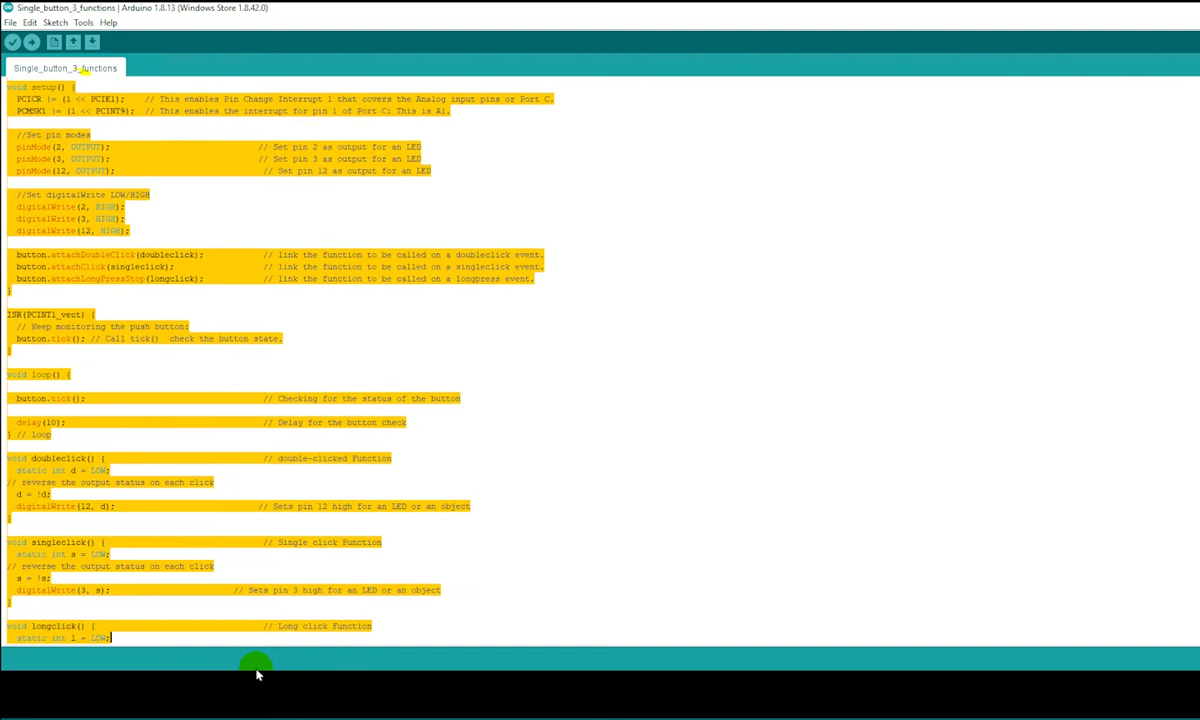 Single_button_3_functions | Arduino 1.8.13 (Windows Store 1.8.42.0)
File Edit Sketch Tools Help
Single_button_3_functions
void setup() {
PCICR |= (1 << PCIE1); // This enables Pin Change Interrupt 1 that covers the Analog input pins or Port C.
PCMSK1 |= (1 << PCINT9); // This enables the interrupt for pin 1 of Port C: This is A1.
//Set pin modes
pinMode(2, OUTPUT); // Set pin 2 as output for an LED
pinMode(3, OUTPUT); // Set pin 3 as output for an LED
pinMode(12, OUTPUT); // Set pin 12 as output for an LED
//Set digitalWrite LOW/HIGH
digitalWrite(2, HIGH);
digitalWrite(3, HIGH);
digitalWrite(12, HIGH);
button.attachDoubleClick(doubleclick); // link the function to be called on a doubleclick event.
button.attachClick(singleclick); // link the function to be called on a singleclick event.
button.attachLongPressStop(longclick); // link the function to be called on a longpress event.
}
ISR(PCINT1_vect) {
// Keep monitoring the push button:
button.tick(); // Call tick() check the button state.
}
void loop() {
button.tick(); // Checking for the status of the button
delay(10); // Delay for the button check
} // loop
void doubleclick() { // double-clicked Function
static int d = LOW;
// reverse the output status on each click
d = !d;
digitalWrite(12, d); // Sets pin 12 high for an LED or an object
}
void singleclick() { // Single click Function
static int s = LOW;
// reverse the output status on each click
s = !s;
digitalWrite(3, s); // Sets pin 3 high for an LED or an object
}
void longclick() { // Long click Function
static int l = LOW;